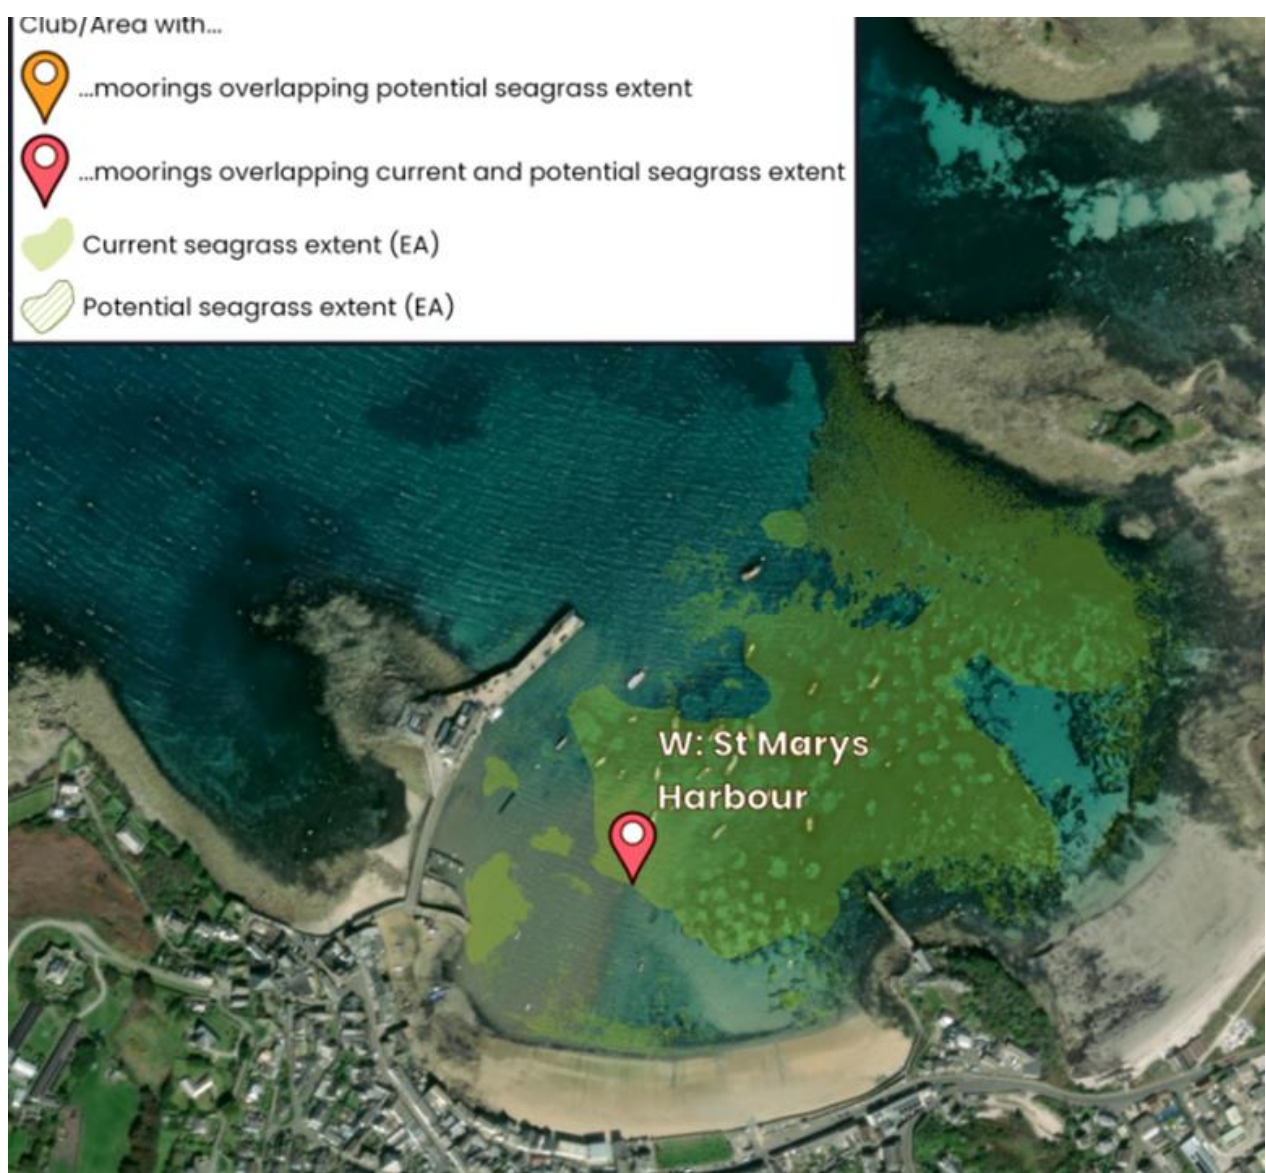 Club/Area with...
...moorings overlapping potential seagrass extent
...moorings overlapping current and potential seagrass extent
Current seagrass extent (EA)
Potential seagrass extent (EA)
W: St Marys
Harbour